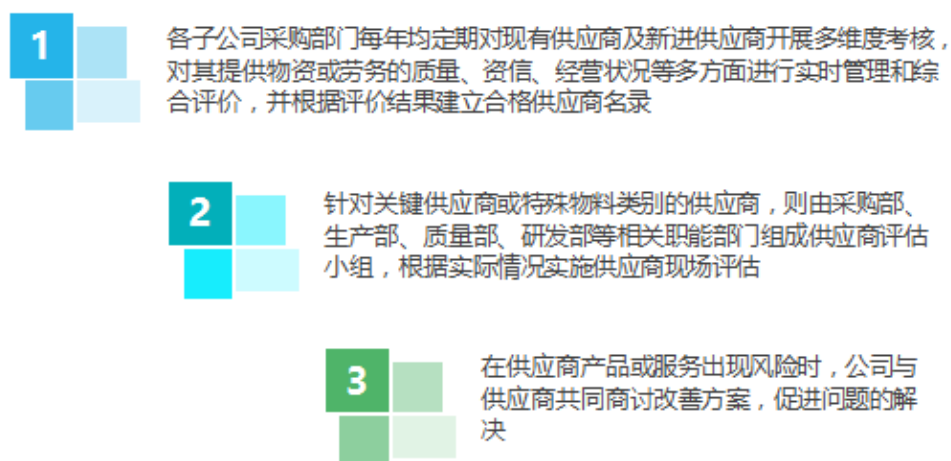 1
各子公司采购部门每年均定期对现有供应商及新进供应商开展多维度考核，
对其提供物资或劳务的质量、资信、经营状况等多方面进行实时管理和综
合评价，并根据评价结果建立合格供应商名录
2
针对关键供应商或特殊物料类别的供应商，则由采购部、
生产部、质量部、研发部等相关职能部门组成供应商评估
小组，根据实际情况实施供应商现场评估
3
在供应商产品或服务出现风险时，公司与
供应商共同商讨改善方案，促进问题的解
决